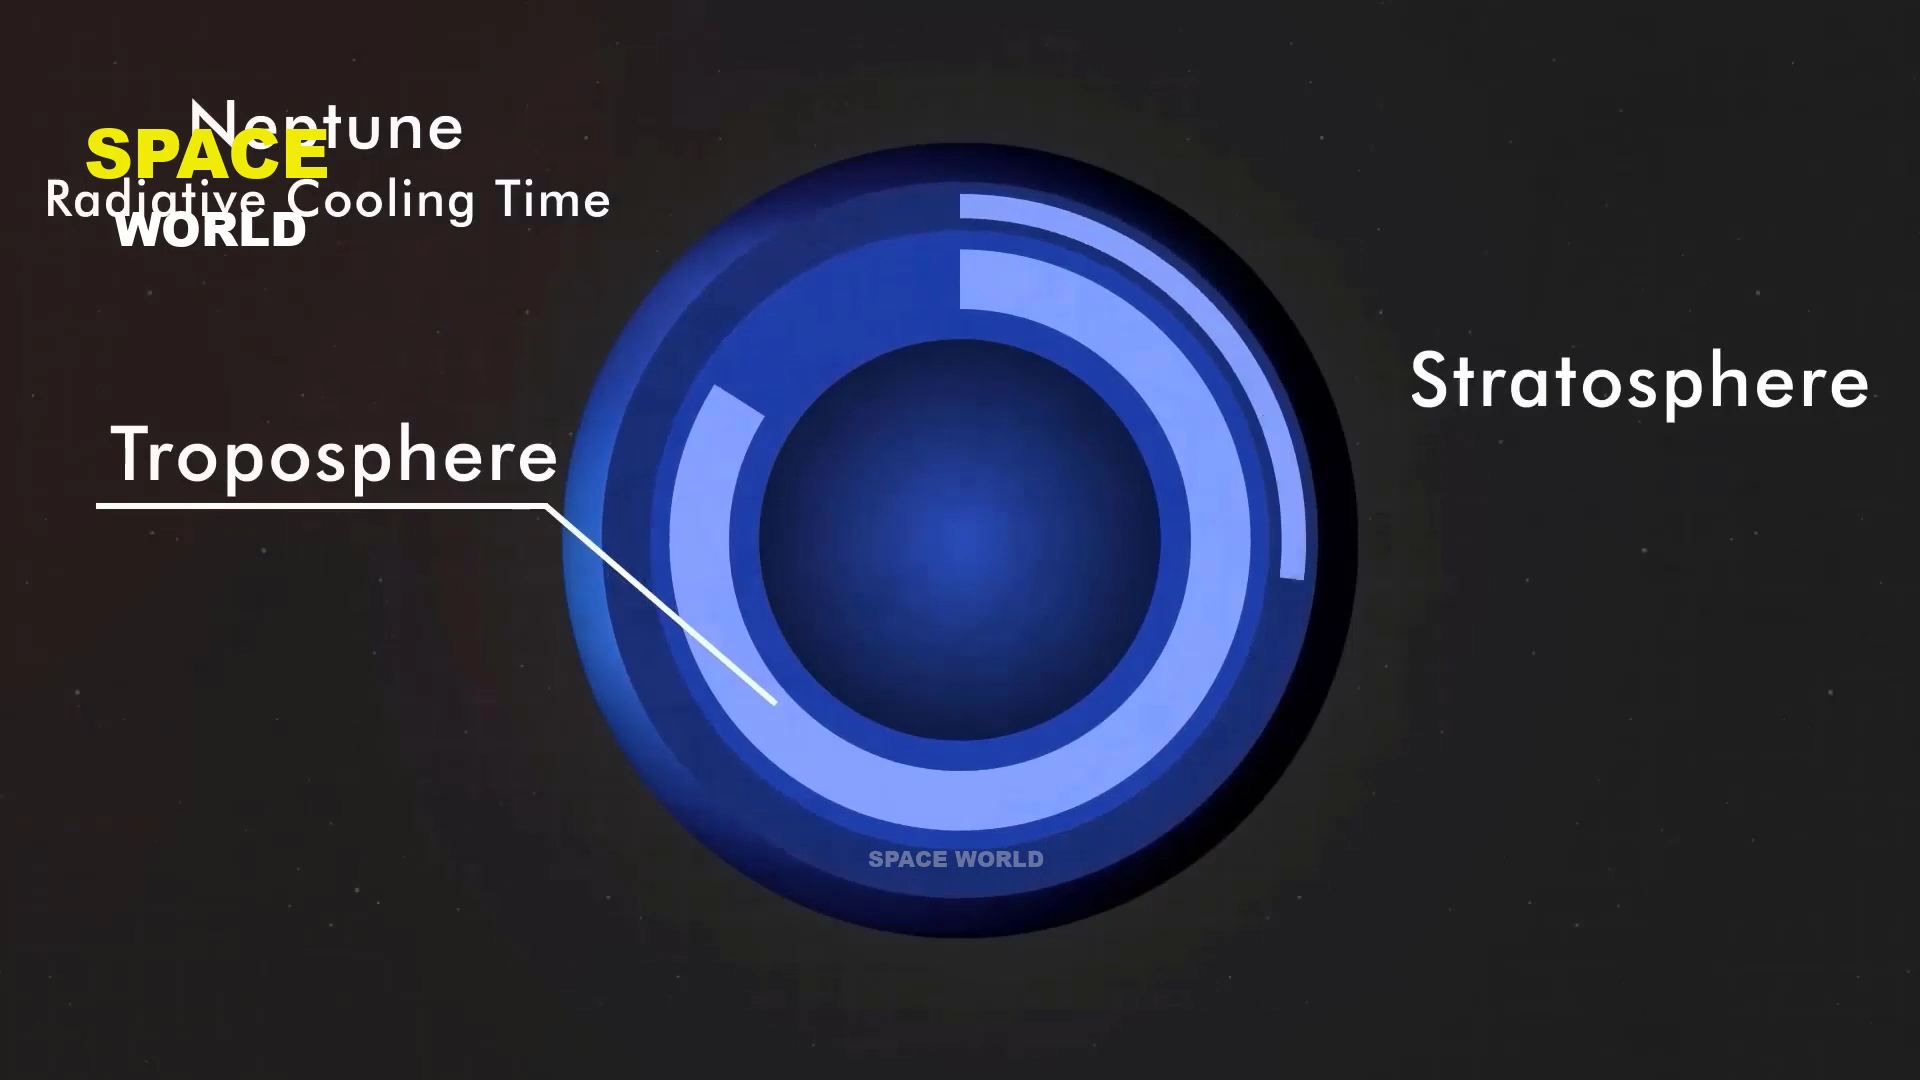 Neptune
SPACE
Radiative Cooling Time
WORLD
Stratosphere
Troposphere
SPACE WORLD